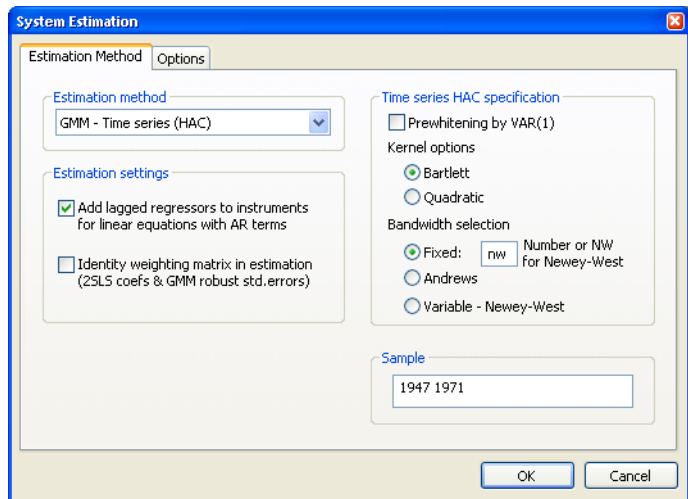 System Estimation
Estimation Method
Options
Estimation method
GMM - Time series (HAC)
Estimation settings
Add lagged regressors to instruments
for linear equations with AR terms
Identity weighting matrix in estimation
(2SLS coefs & GMM robust std.errors)
Time series HAC specification
Prewhitening by VAR(1)
Kernel options
Bartlett
Quadratic
Bandwidth selection
Fixed: nw Number or NW
for Newey-West
Andrews
Variable - Newey-West
Sample
1947 1971
OK
Cancel